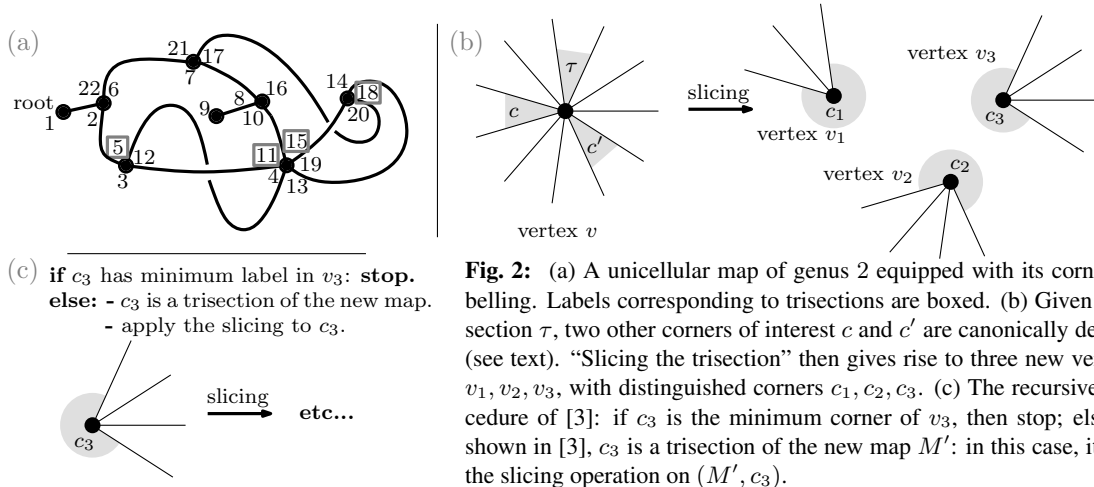 (a)
21 17
7
22 6
root
1
2
9
8
16
10
14
18
20
5
12
3
11
15
4
19
13
(b)
τ
c
c′
vertex v
slicing
c1
vertex v1
vertex v3
c3
c2
vertex v2
(c) if c3 has minimum label in v3: stop.
else: - c3 is a trisection of the new map.
- apply the slicing to c3.
c3
slicing
etc...
Fig. 2: (a) A unicellular map of genus 2 equipped with its corn
belling. Labels corresponding to trisections are boxed. (b) Given
section τ, two other corners of interest c and c′ are canonically de
(see text). “Slicing the trisection” then gives rise to three new ve
v1, v2, v3, with distinguished corners c1, c2, c3. (c) The recursive
cedure of [3]: if c3 is the minimum corner of v3, then stop; els
shown in [3], c3 is a trisection of the new map M′: in this case, it
the slicing operation on (M′, c3).